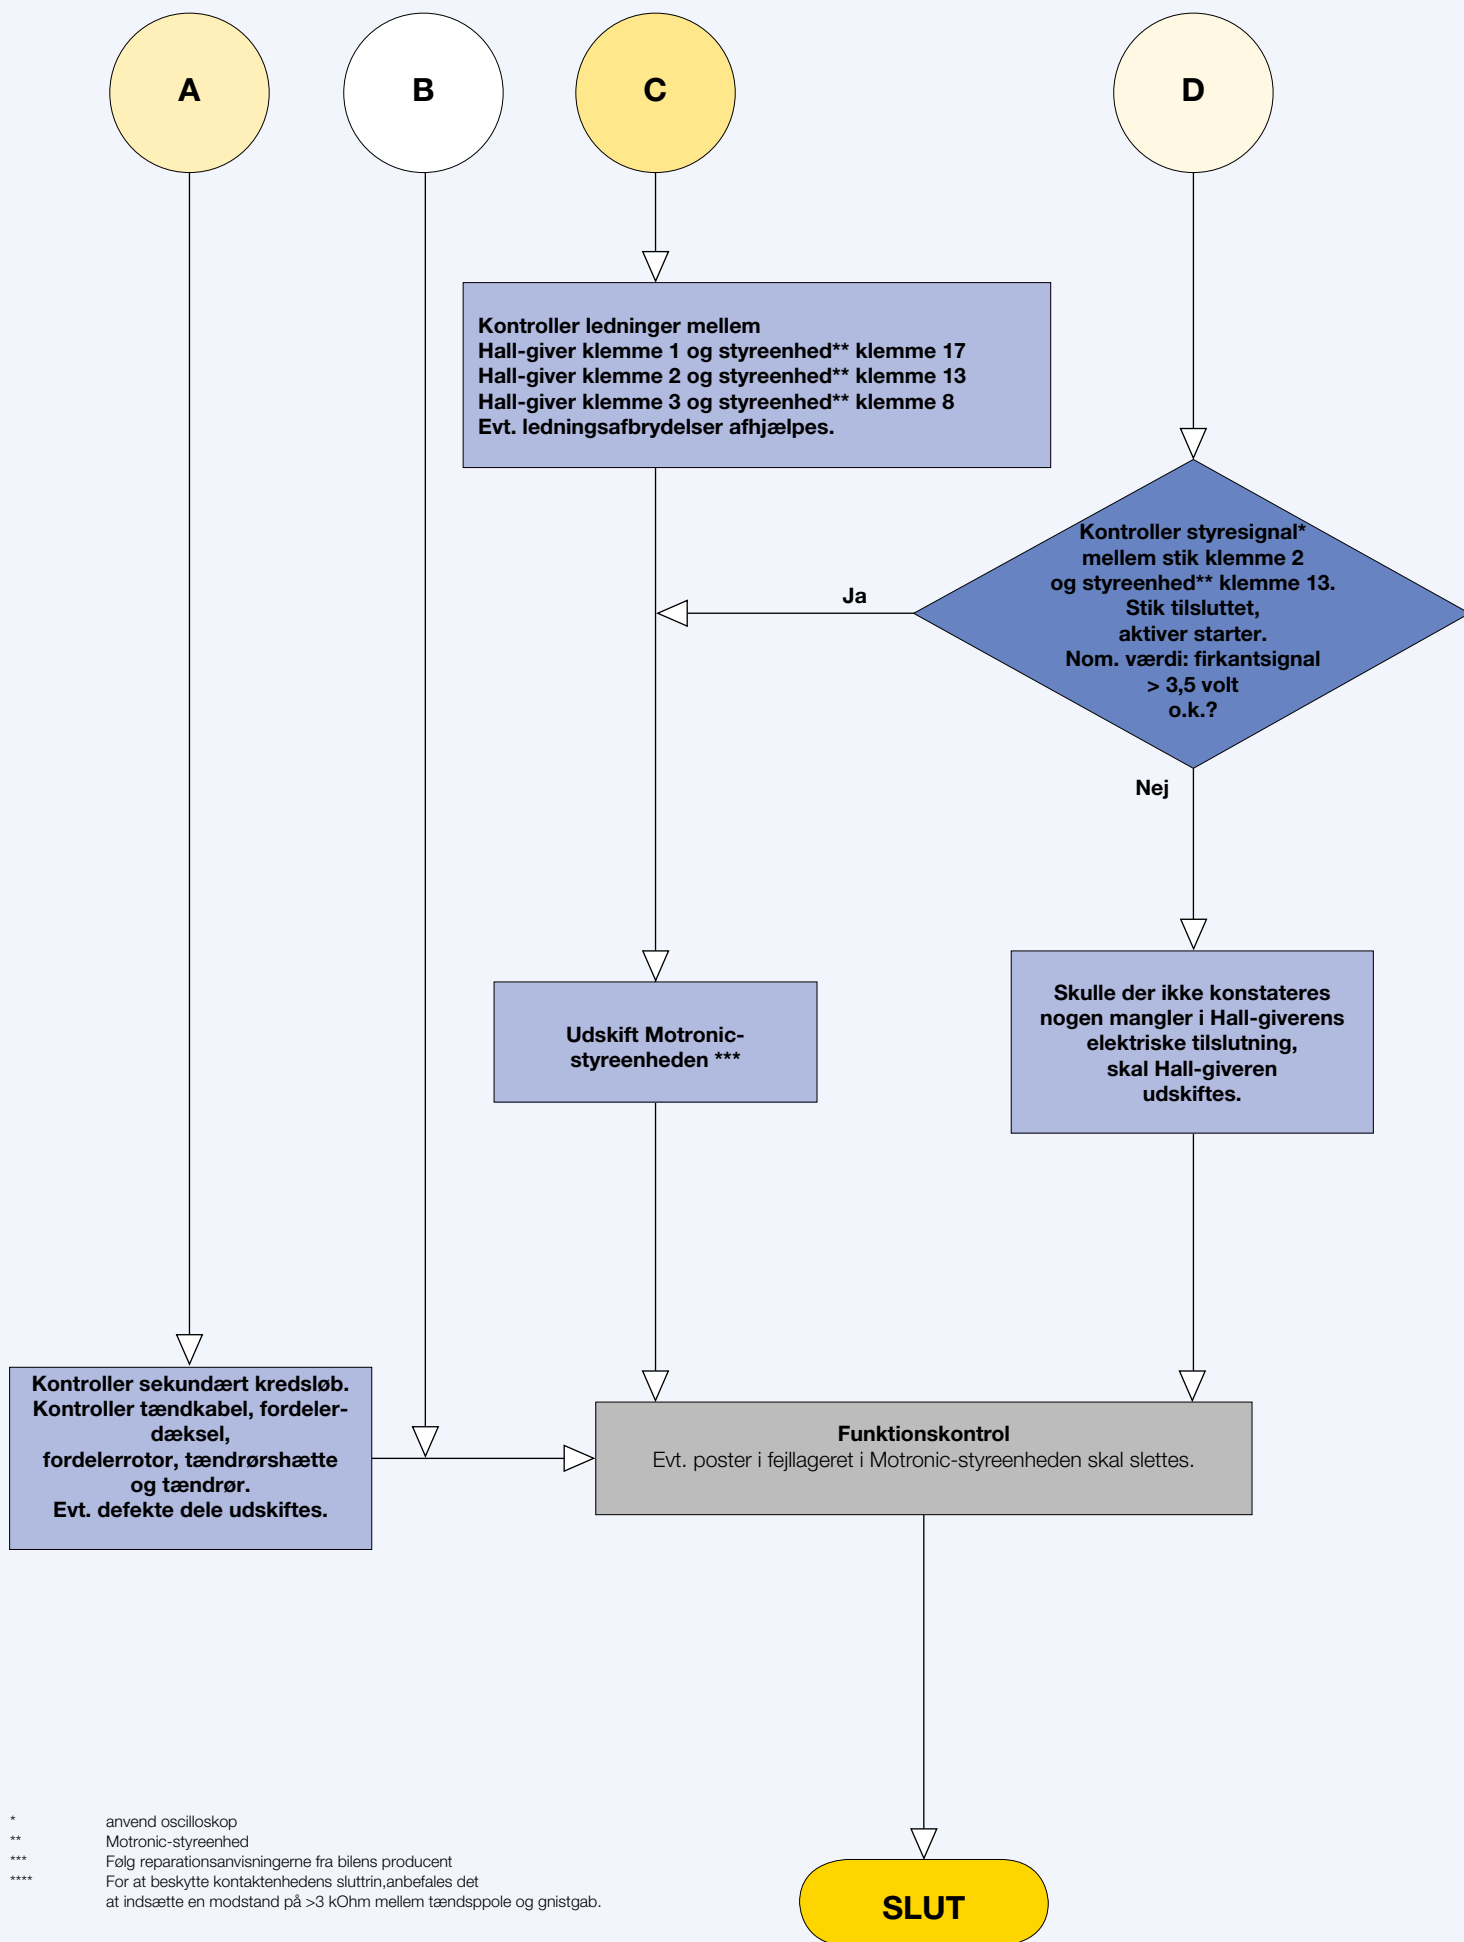 A
B
C
D
Kontroller ledninger mellem
Hall-giver klemme 1 og styreenhed** klemme 17
Hall-giver klemme 2 og styreenhed** klemme 13
Hall-giver klemme 3 og styreenhed** klemme 8
Evt. ledningsafbrydelser afhjælpes.
Kontroller styresignal*
mellem stik klemme 2
og styreenhed** klemme 13.
Stik tilsluttet,
aktiver starter.
Nom. værdi: firkantsignal
> 3,5 volt
o.k.?
Ja
Nej
Udskift Motronic-
styreenheden ***
Skulle der ikke konstateres
nogen mangler i Hall-giverens
elektriske tilslutning,
skal Hall-giveren
udskiftes.
Kontroller sekundært kredsløb.
Kontroller tændkabel, fordeler-
dæksel,
fordelerrotor, tændrørshætte
og tændrør.
Evt. defekte dele udskiftes.
Funktionskontrol
Evt. poster i fejllageret i Motronic-styreenheden skal slettes.
* anvend oscilloskop
** Motronic-styreenhed
*** Følg reparationsanvisningerne fra bilens producent
**** For at beskytte kontaktenhedens sluttrin,anbefales det
at indsætte en modstand på >3 kOhm mellem tændsppole og gnistgab.
SLUT